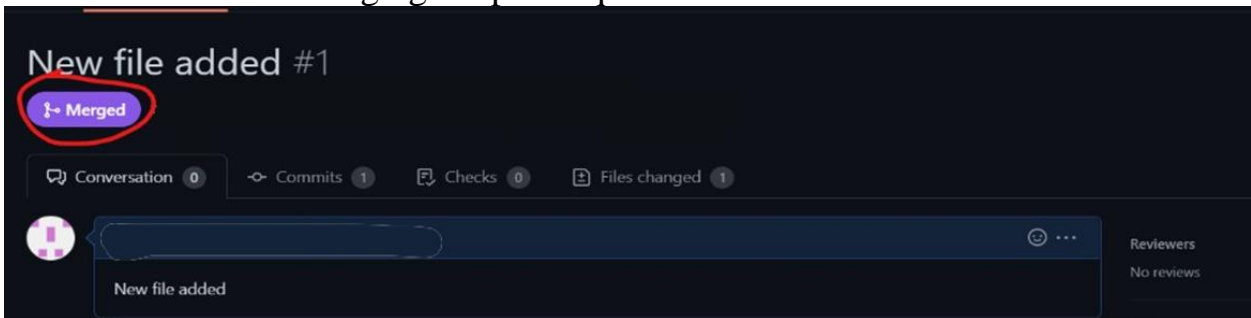 New file added #1
Merged
Conversation 0 Commits 1 Checks 0 Files changed 1
Reviewers
No reviews
New file added